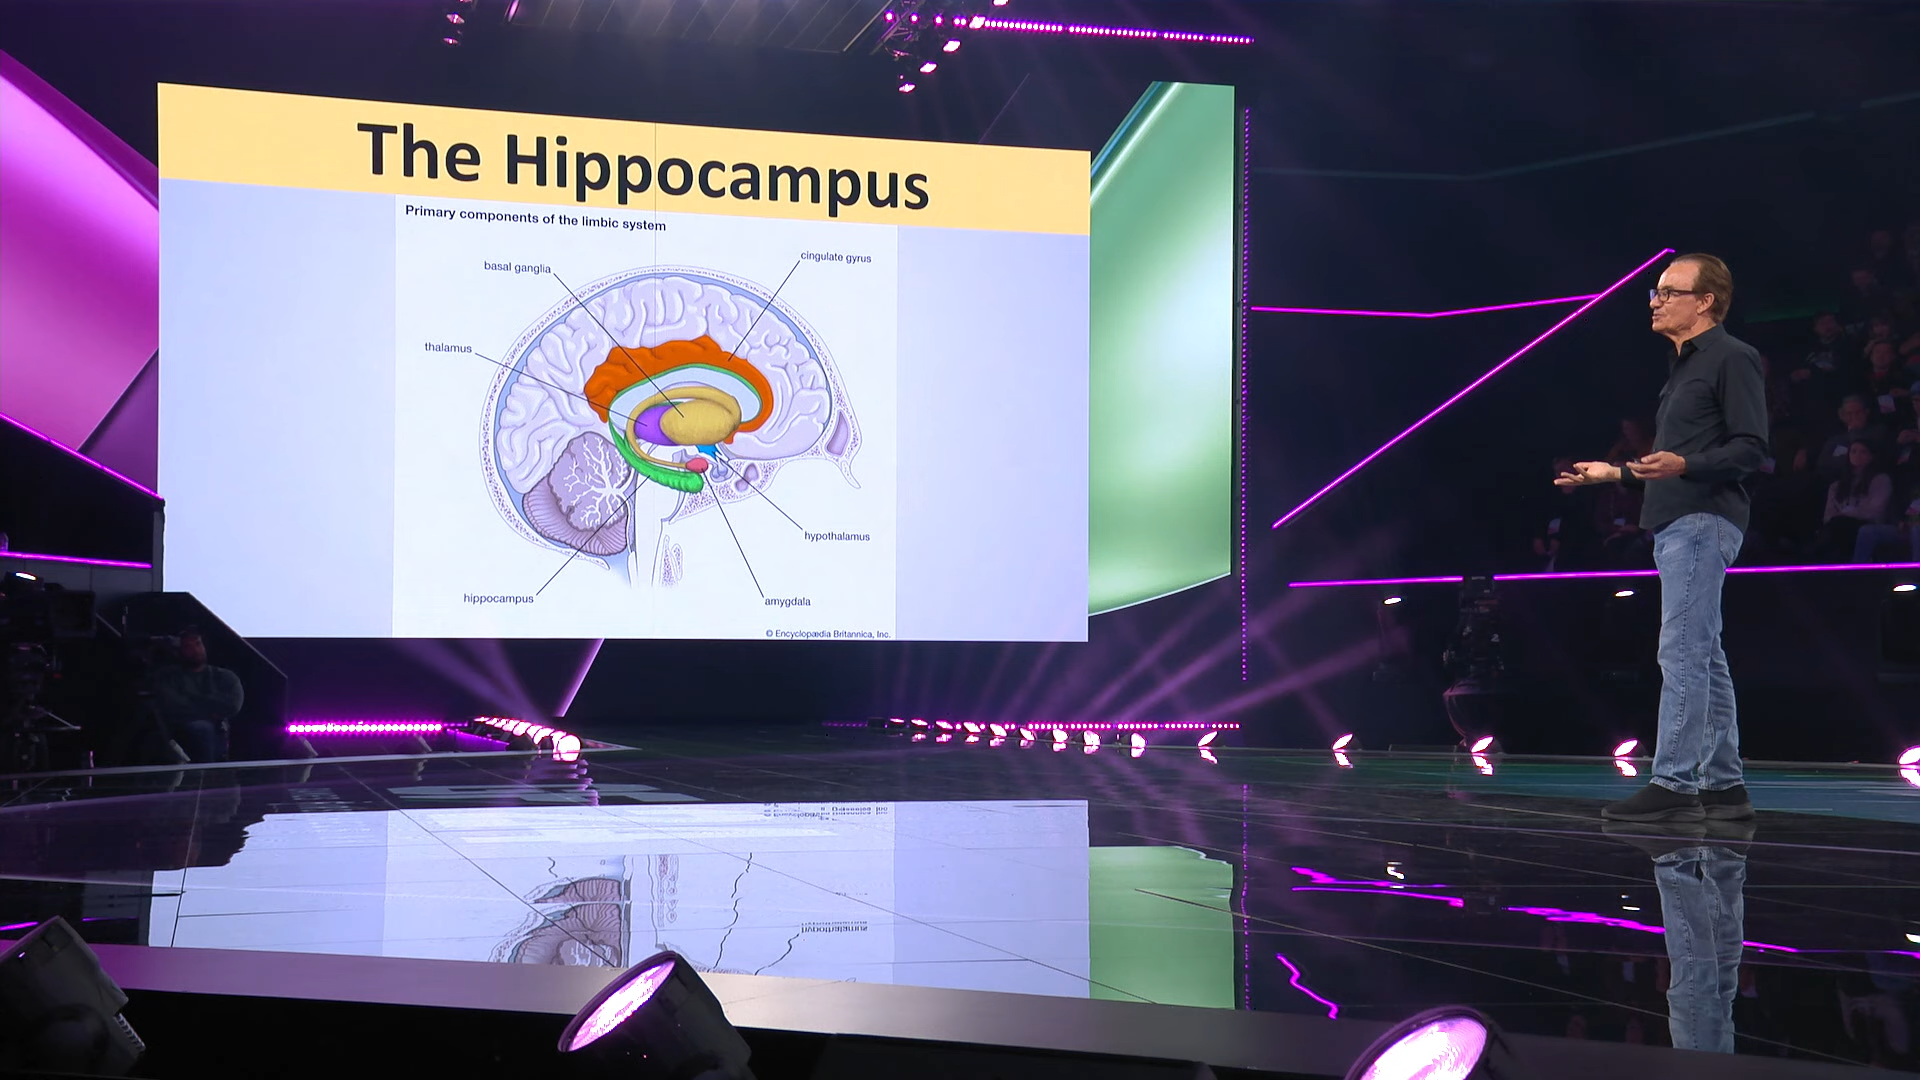 The Hippocampus
Primary components of the limbic system
cingulate gyrus
basal ganglia
thalamus
hypothalamus
hippocampus
amygdala
© Encyclopædia Britannica, Inc.